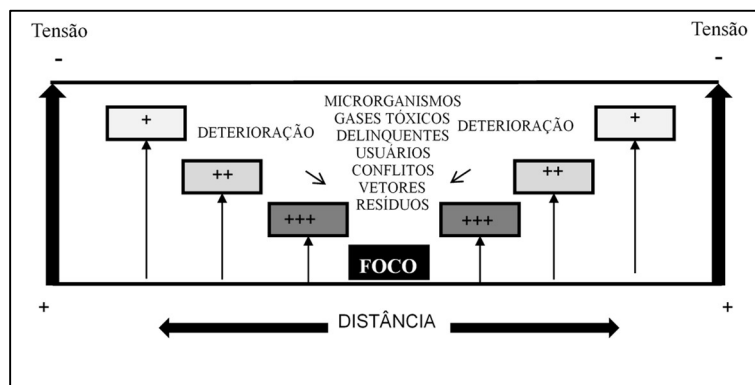 Tensão
Tensão
-
-
MICRORGANISMOS
+
GASES TÓXICOS
+
DETERIORAÇÃO
DELINQUENTES
DETERIORAÇÃO
USUÁRIOS
++
CONFLITOS
++
VETORES
RESÍDUOS
+++
+++
FOCO
+
+
DISTÂNCIA